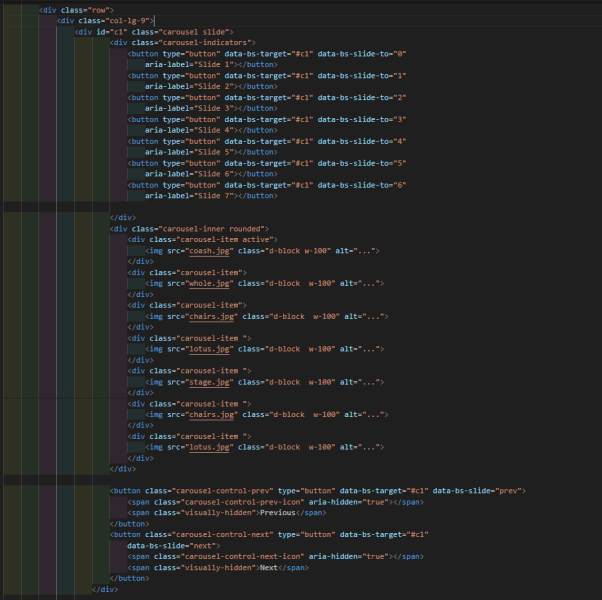 <div class="row">
<div class="col-lg-9">
<div id="c1" class="carousel slide">
<div class="carousel-indicators">
<button type="button" data-bs-target="#c1" data-bs-slide-to="0"
aria-label="Slide 1"></button>
<button type="button" data-bs-target="#c1" data-bs-slide-to="1"
aria-label="Slide 2"></button>
<button type="button" data-bs-target="#c1" data-bs-slide-to="2"
aria-label="Slide 3"></button>
<button type="button" data-bs-target="#c1" data-bs-slide-to="3"
aria-label="Slide 4"></button>
<button type="button" data-bs-target="#c1" data-bs-slide-to="4"
aria-label="Slide 5"></button>
<button type="button" data-bs-target="#c1" data-bs-slide-to="5"
aria-label="Slide 6"></button>
<button type="button" data-bs-target="#c1" data-bs-slide-to="6"
aria-label="Slide 7"></button>
</div>
<div class="carousel-inner rounded">
<div class="carousel-item active">
<img src="coash.jpg" class="d-block w-100" alt="...">
</div>
<div class="carousel-item">
<img src="whole.jpg" class="d-block  w-100" alt="...">
</div>
<div class="carousel-item">
<img src="chairs.jpg" class="d-block  w-100" alt="...">
</div>
<div class="carousel-item ">
<img src="lotus.jpg" class="d-block  w-100" alt="...">
</div>
<div class="carousel-item ">
<img src="stage.jpg" class="d-block  w-100" alt="...">
</div>
<div class="carousel-item ">
<img src="chairs.jpg" class="d-block  w-100" alt="...">
</div>
<div class="carousel-item ">
<img src="lotus.jpg" class="d-block  w-100" alt="...">
</div>
</div>
<button class="carousel-control-prev" type="button" data-bs-target="#c1" data-bs-slide="prev">
<span class="carousel-control-prev-icon" aria-hidden="true"></span>
<span class="visually-hidden">Previous</span>
</button>
<button class="carousel-control-next" type="button" data-bs-target="#c1"
data-bs-slide="next">
<span class="carousel-control-next-icon" aria-hidden="true"></span>
<span class="visually-hidden">Next</span>
</button>
</div>